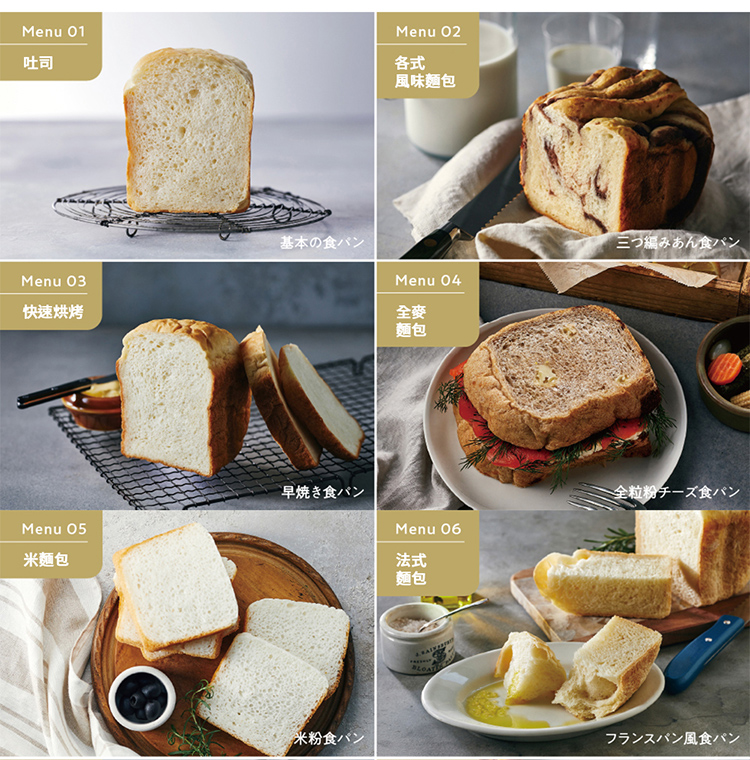 Menu 01
吐司
基本の食パン
Menu 02
各式
風味麵包
三つ編みあん食パン
Menu 03
快速烘烤
早焼き食パン
Menu 04
全麥
麵包
全粒粉チーズ食パン
Menu 05
米麵包
米粉食パン
Menu 06
法式
麵包
フランスパン風食パン